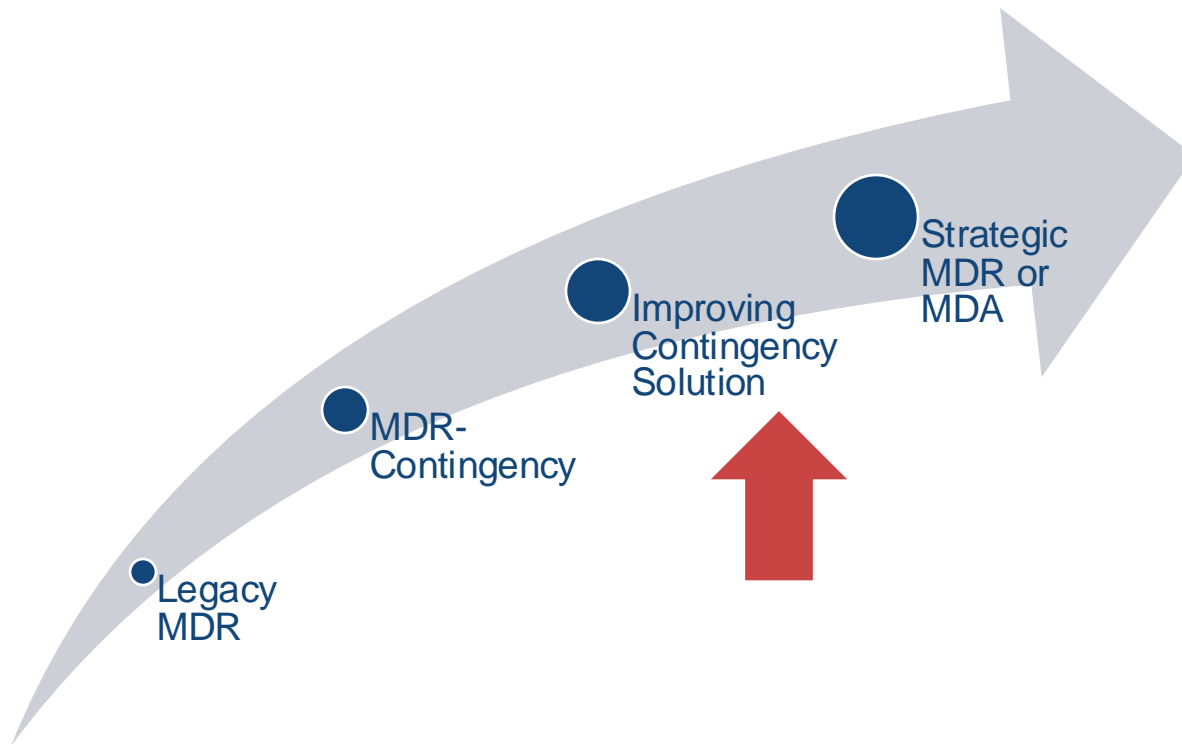 Legacy
MDR
MDR-
Contingency
Improving
Contingency
Solution
Strategic
MDR or
MDA